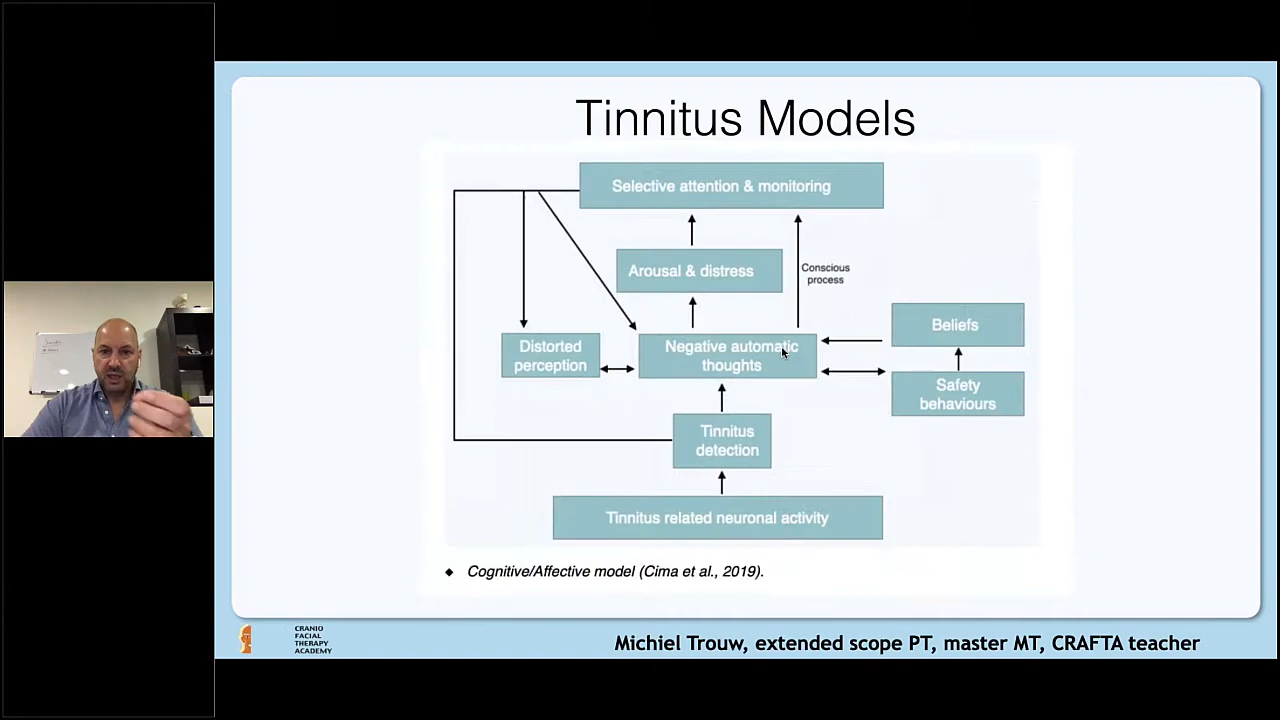 Tinnitus Models
Selective attention & monitoring
Arousal & distress
Conscious
process
Beliefs
Distorted
perception
Negative automatic
thoughts
Safety
behaviours
Tinnitus
detection
Tinnitus related neuronal activity
Cognitive/Affective model (Cima et al., 2019).
CRANIO
FACIAL
THERAPY
ACADEMY
Michiel Trouw, extended scope PT, master MT, CRAFTA teacher